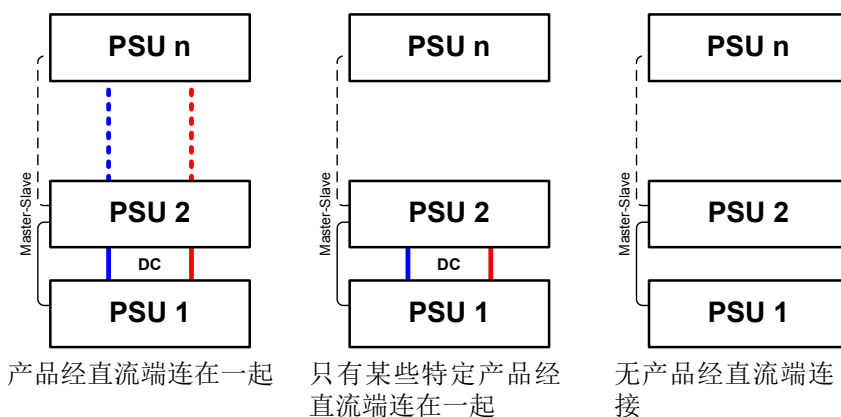 PSU n
PSU 2
PSU 1
DC
Master-Slave
产品经直流端连在一起
PSU n
PSU 2
PSU 1
DC
Master-Slave
只有某些特定产品经
直流端连在一起
PSU n
PSU 2
PSU 1
Master-Slave
无产品经直流端连
接